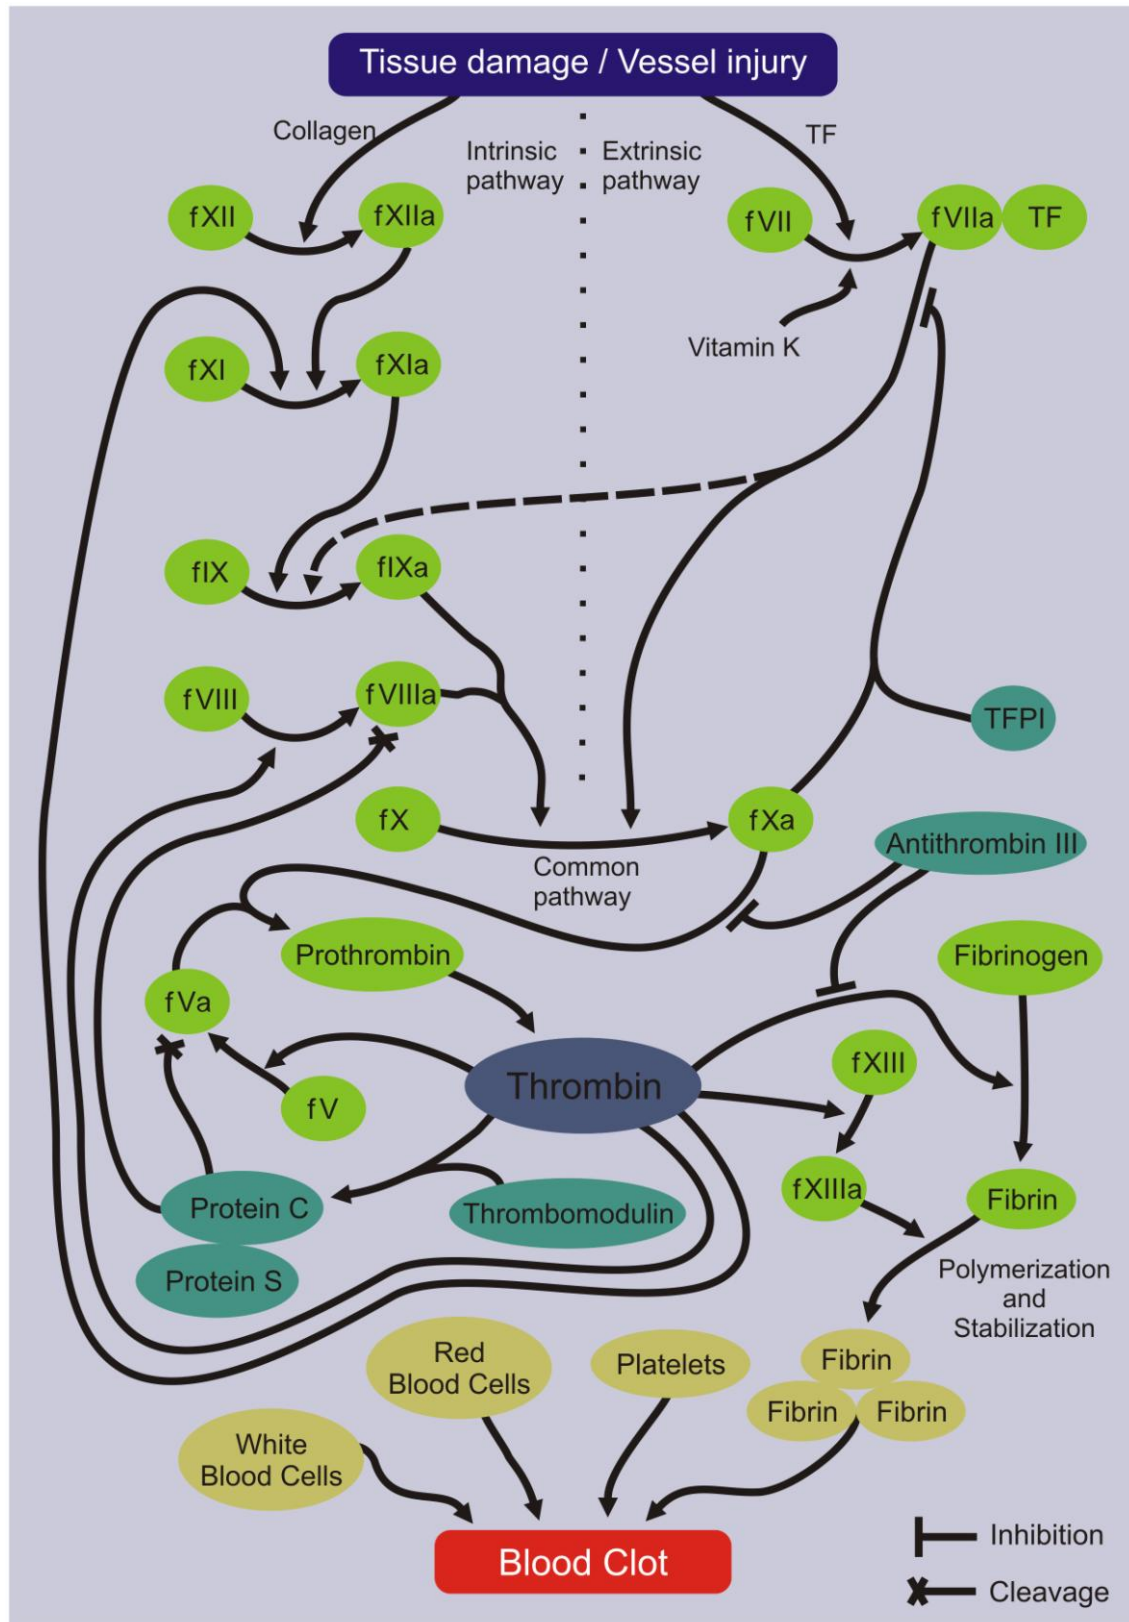 Tissue damage / Vessel injury
Collagen
TF
Intrinsic
pathway
Extrinsic
pathway
fXII
fXIIa
fVII
fVIIa
TF
Vitamin K
fXI
fXIa
fIX
fIXa
fVIII
fVIIIa
TFPI
fX
fXa
Common
pathway
Antithrombin III
Prothrombin
Fibrinogen
fVa
fV
Thrombin
fXIII
fXIIIa
Fibrin
Protein C
Thrombomodulin
Protein S
Polymerization
and
Stabilization
Red
Blood Cells
Platelets
Fibrin
Fibrin
Fibrin
White
Blood Cells
Blood Clot
Inhibition
Cleavage